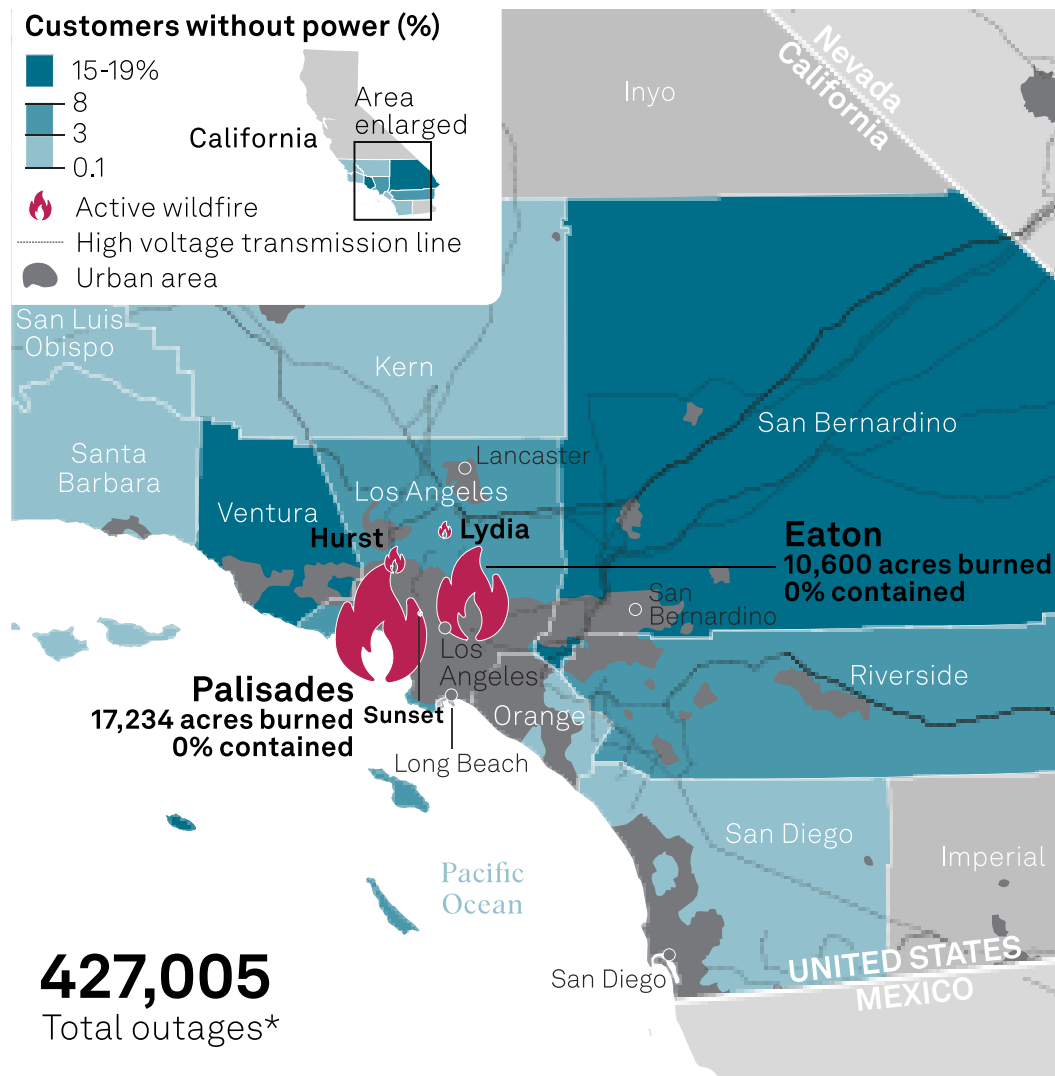 Customers without power (%)
15-19%
8
3
0.1
California
Area
enlarged
Active wildfire
High voltage transmission line
Urban area
Inyo
Nevada
California
San Luis
Obispo
Kern
San Bernardino
Santa
Barbara
Ventura
Lancaster
Los Angeles
Hurst
Lydia
Eaton
10,600 acres burned
0% contained
San
Bernardino
Los
Angeles
Riverside
Palisades
17,234 acres burned
0% contained
Sunset
Orange
Long Beach
San Diego
Imperial
Pacific
Ocean
San Diego
UNITED STATES
MEXICO
427,005
Total outages*